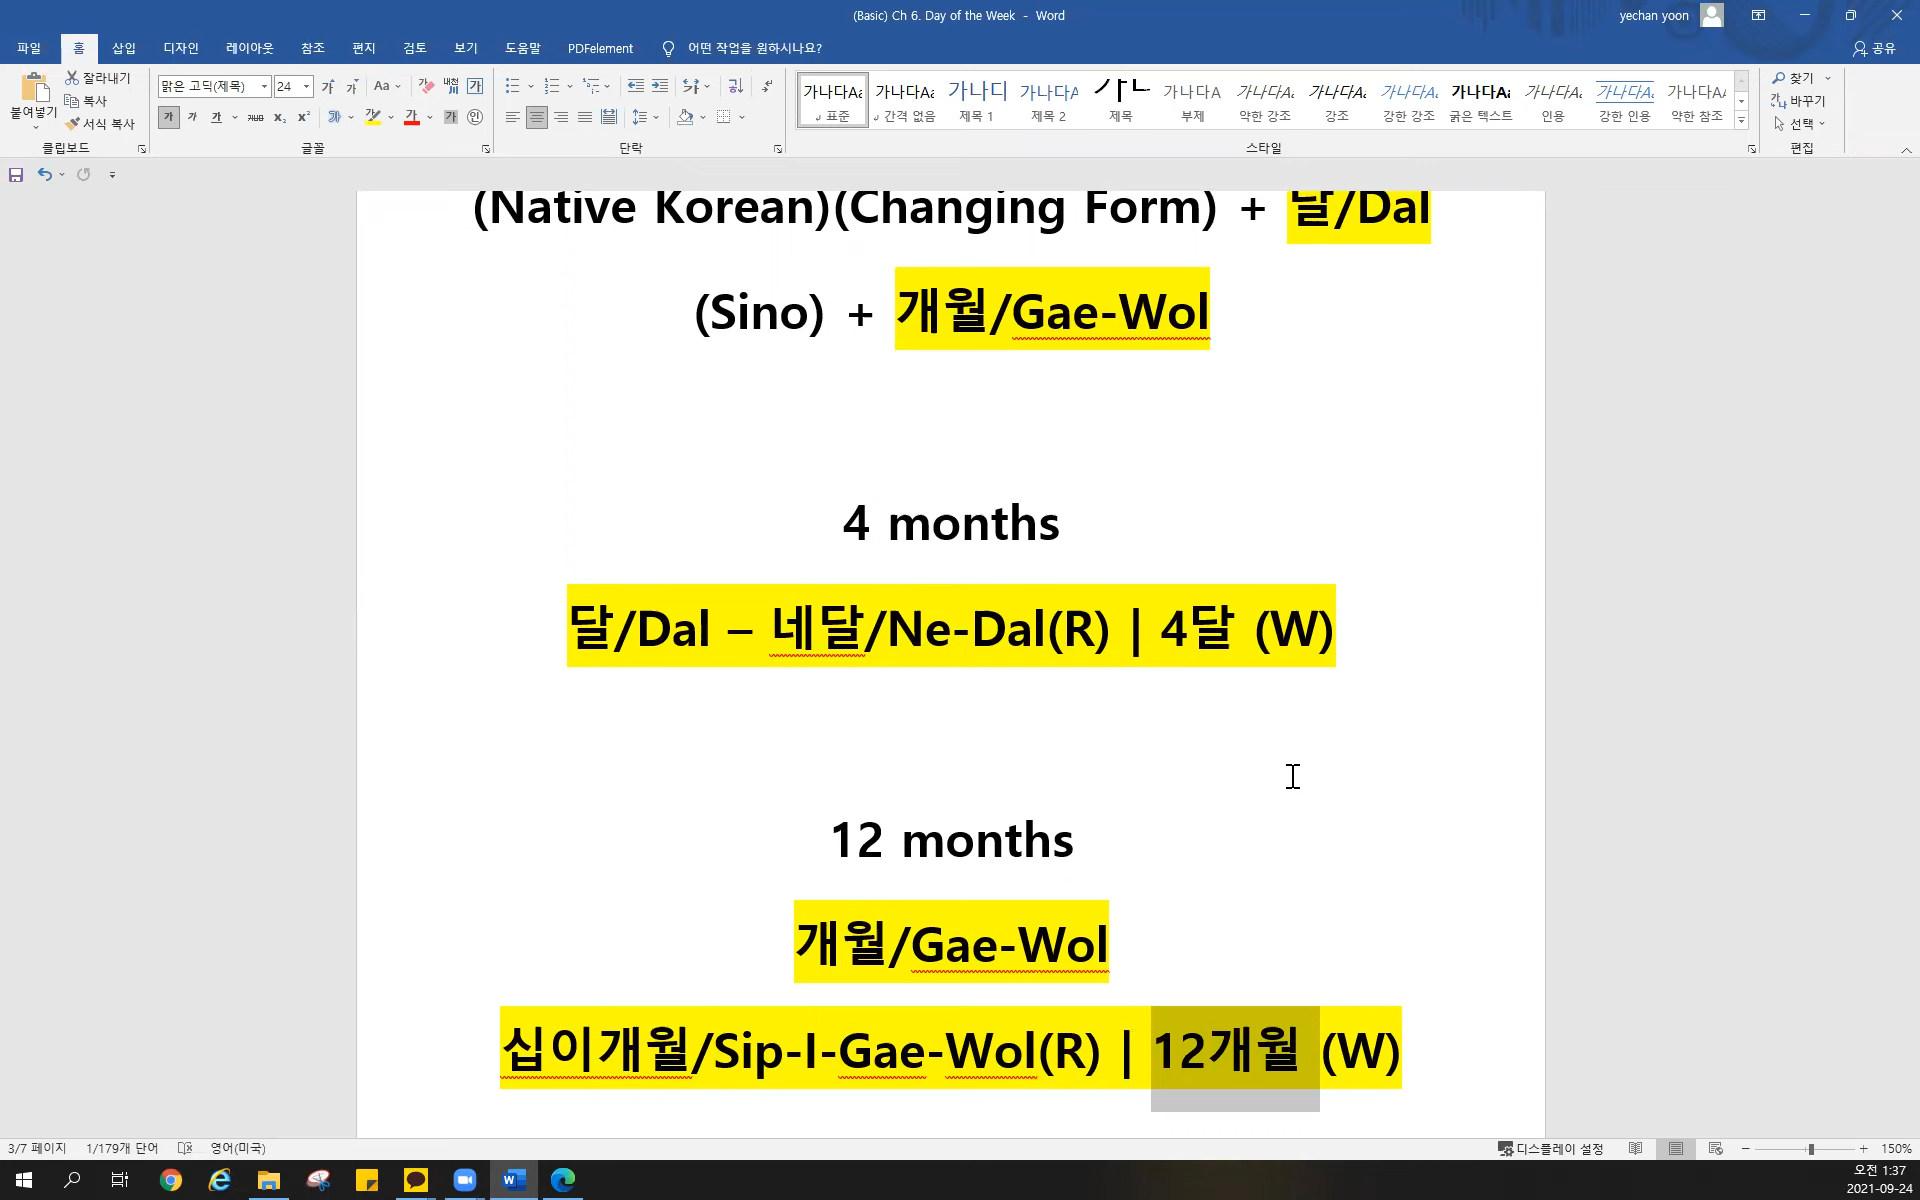 (Basic) Ch 6. Day of the Week - Word
yechan yoon
파일 홈 삽입 디자인 레이아웃 참조 편지 검토 보기 도움말 PDFelement 어떤 작업을 원하시나요? 공유
붙여넣기 잘라내기 복사 서식 복사
맑은 고딕(제목) 24
가나다Aa 표준
가나다Aa 간격 없음
제목 1
제목 2
제목
가나다A 부제
약한 강조
강조
강한 강조
굵은 텍스트
인용
강한 인용
약한 참조
찾기
바꾸기
선택
클립보드 글꼴 단락 스타일 편집
(Native Korean)(Changing Form) + 달/Dal
(Sino) + 개월/Gae-Wol
4 months
달/Dal – 네달/Ne-Dal(R) | 4달 (W)
12 months
개월/Gae-Wol
십이개월/Sip-I-Gae-Wol(R) | 12개월 (W)
3/7 페이지 1/179개 단어 영어(미국) 디스플레이 설정 150%
오전 1:37
2021-09-24